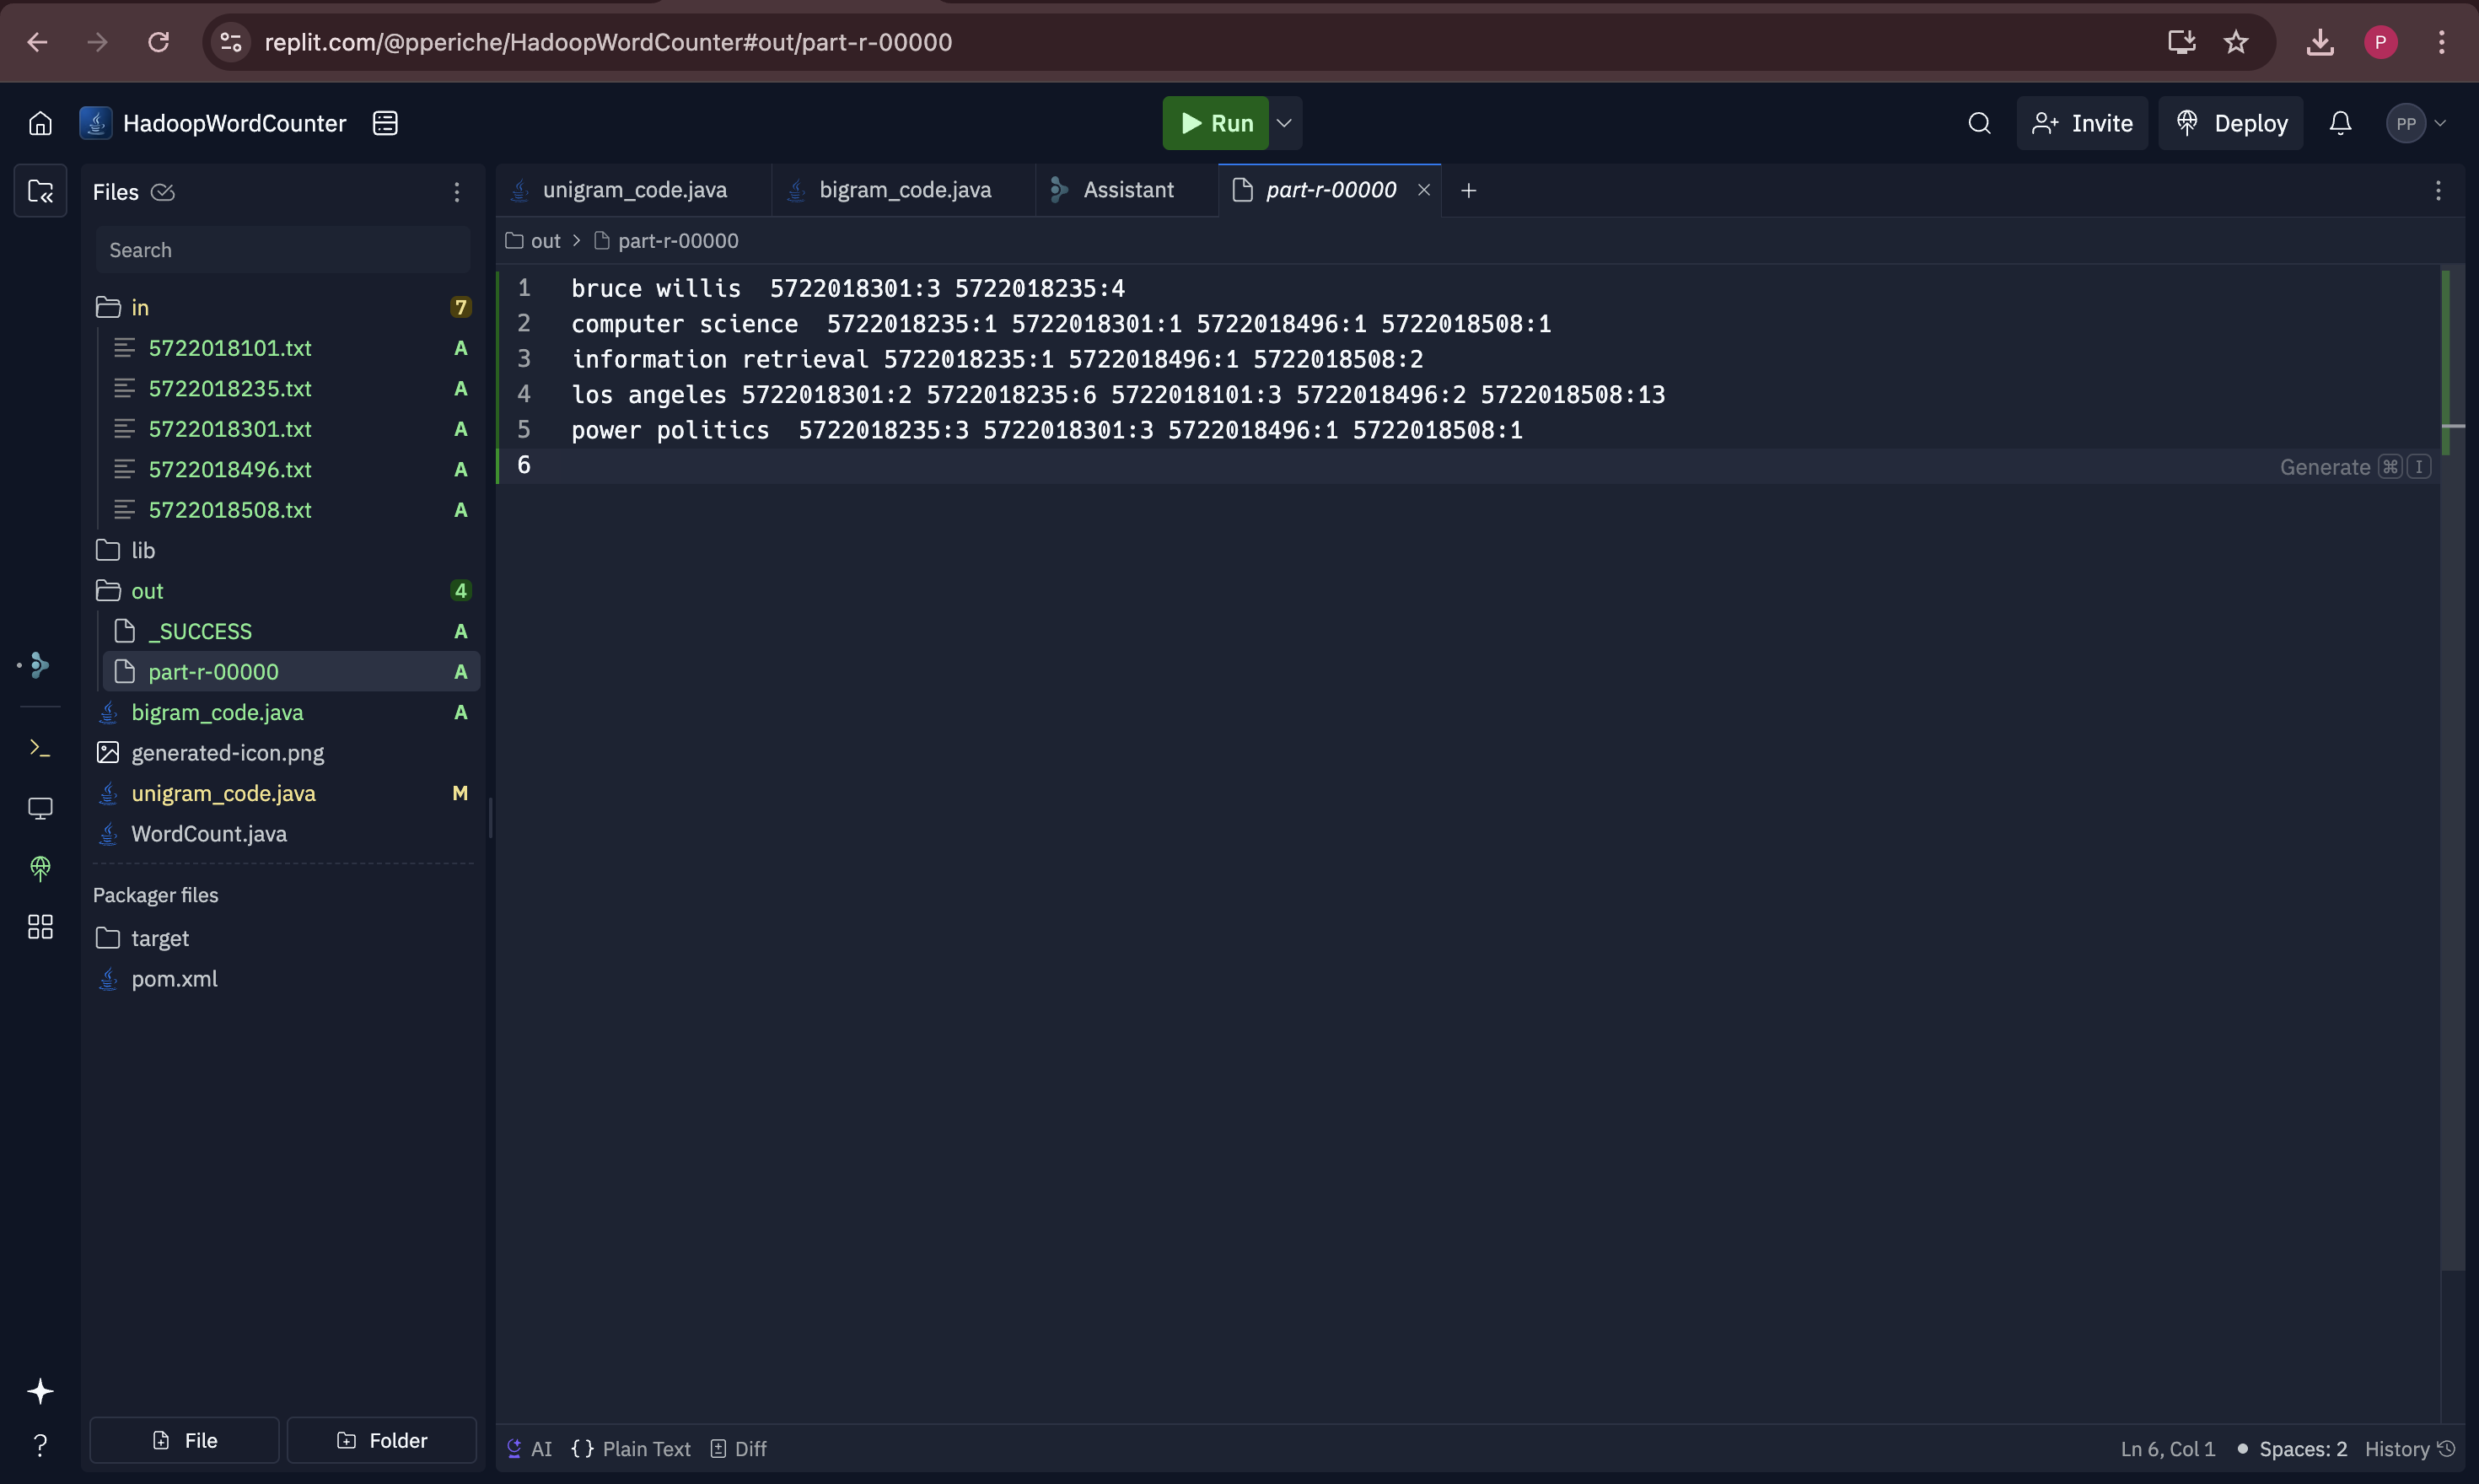 replit.com/@pperiche/HadoopWordCounter#out/part-r-00000
P
HadoopWordCounter
Run
Invite
Deploy
PP
Files
unigram_code.java
bigram_code.java
Assistant
part-r-00000
Search
out > part-r-00000
in 7
5722018101.txt A
5722018235.txt A
5722018301.txt A
5722018496.txt A
5722018508.txt A
lib
out 4
_SUCCESS A
part-r-00000 A
bigram_code.java A
generated-icon.png
unigram_code.java M
WordCount.java
Packager files
target
pom.xml
File
Folder
1 bruce willis  5722018301:3 5722018235:4
2 computer science  5722018235:1 5722018301:1 5722018496:1 5722018508:1
3 information retrieval 5722018235:1 5722018496:1 5722018508:2
4 los angeles 5722018301:2 5722018235:6 5722018101:3 5722018496:2 5722018508:13
5 power politics  5722018235:3 5722018301:3 5722018496:1 5722018508:1
6
Generate ⌘ I
AI {} Plain Text Diff
Ln 6, Col 1 • Spaces: 2 History